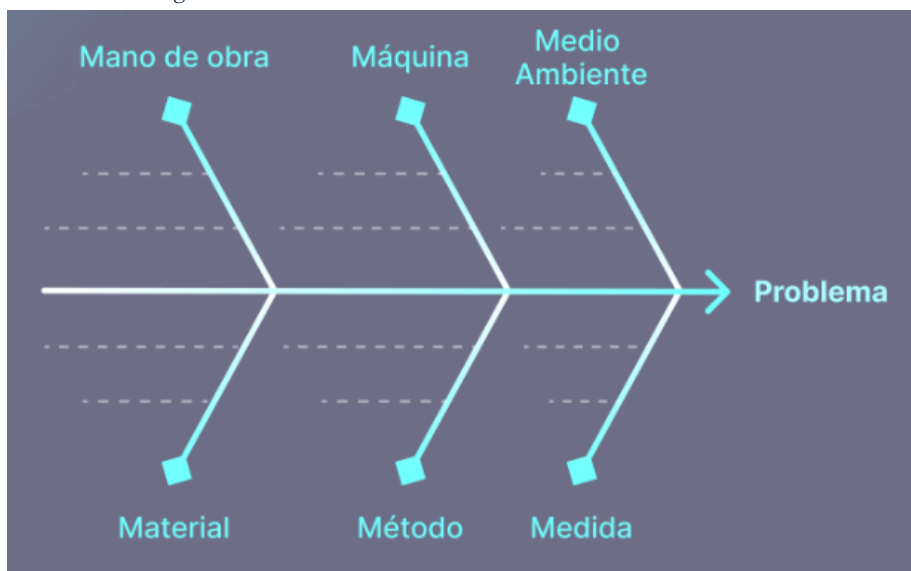 Mano de obra
Máquina
Medio
Ambiente
Problema
Material
Método
Medida